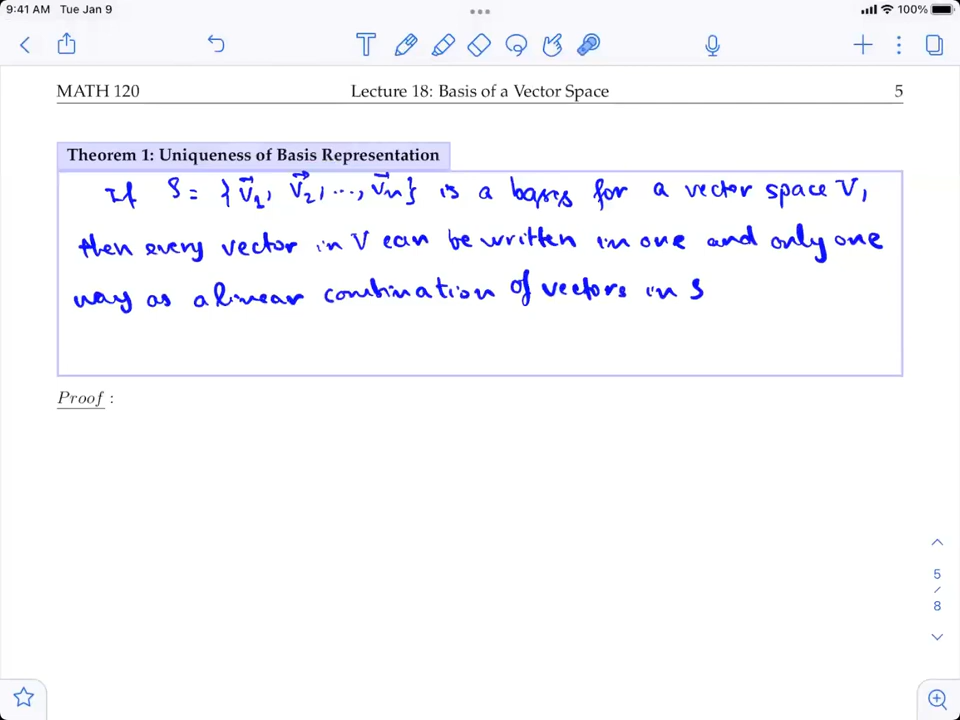 9:41 AM Tue Jan 9
100%
MATH 120 Lecture 18: Basis of a Vector Space 5
Theorem 1: Uniqueness of Basis Representation
If S = {v⃗₁, v⃗₂, ..., v⃗ₙ} is a basis for a vector space V,
then every vector in V can be written in one and only one
way as a linear combination of vectors in S
Proof :
5
/
8